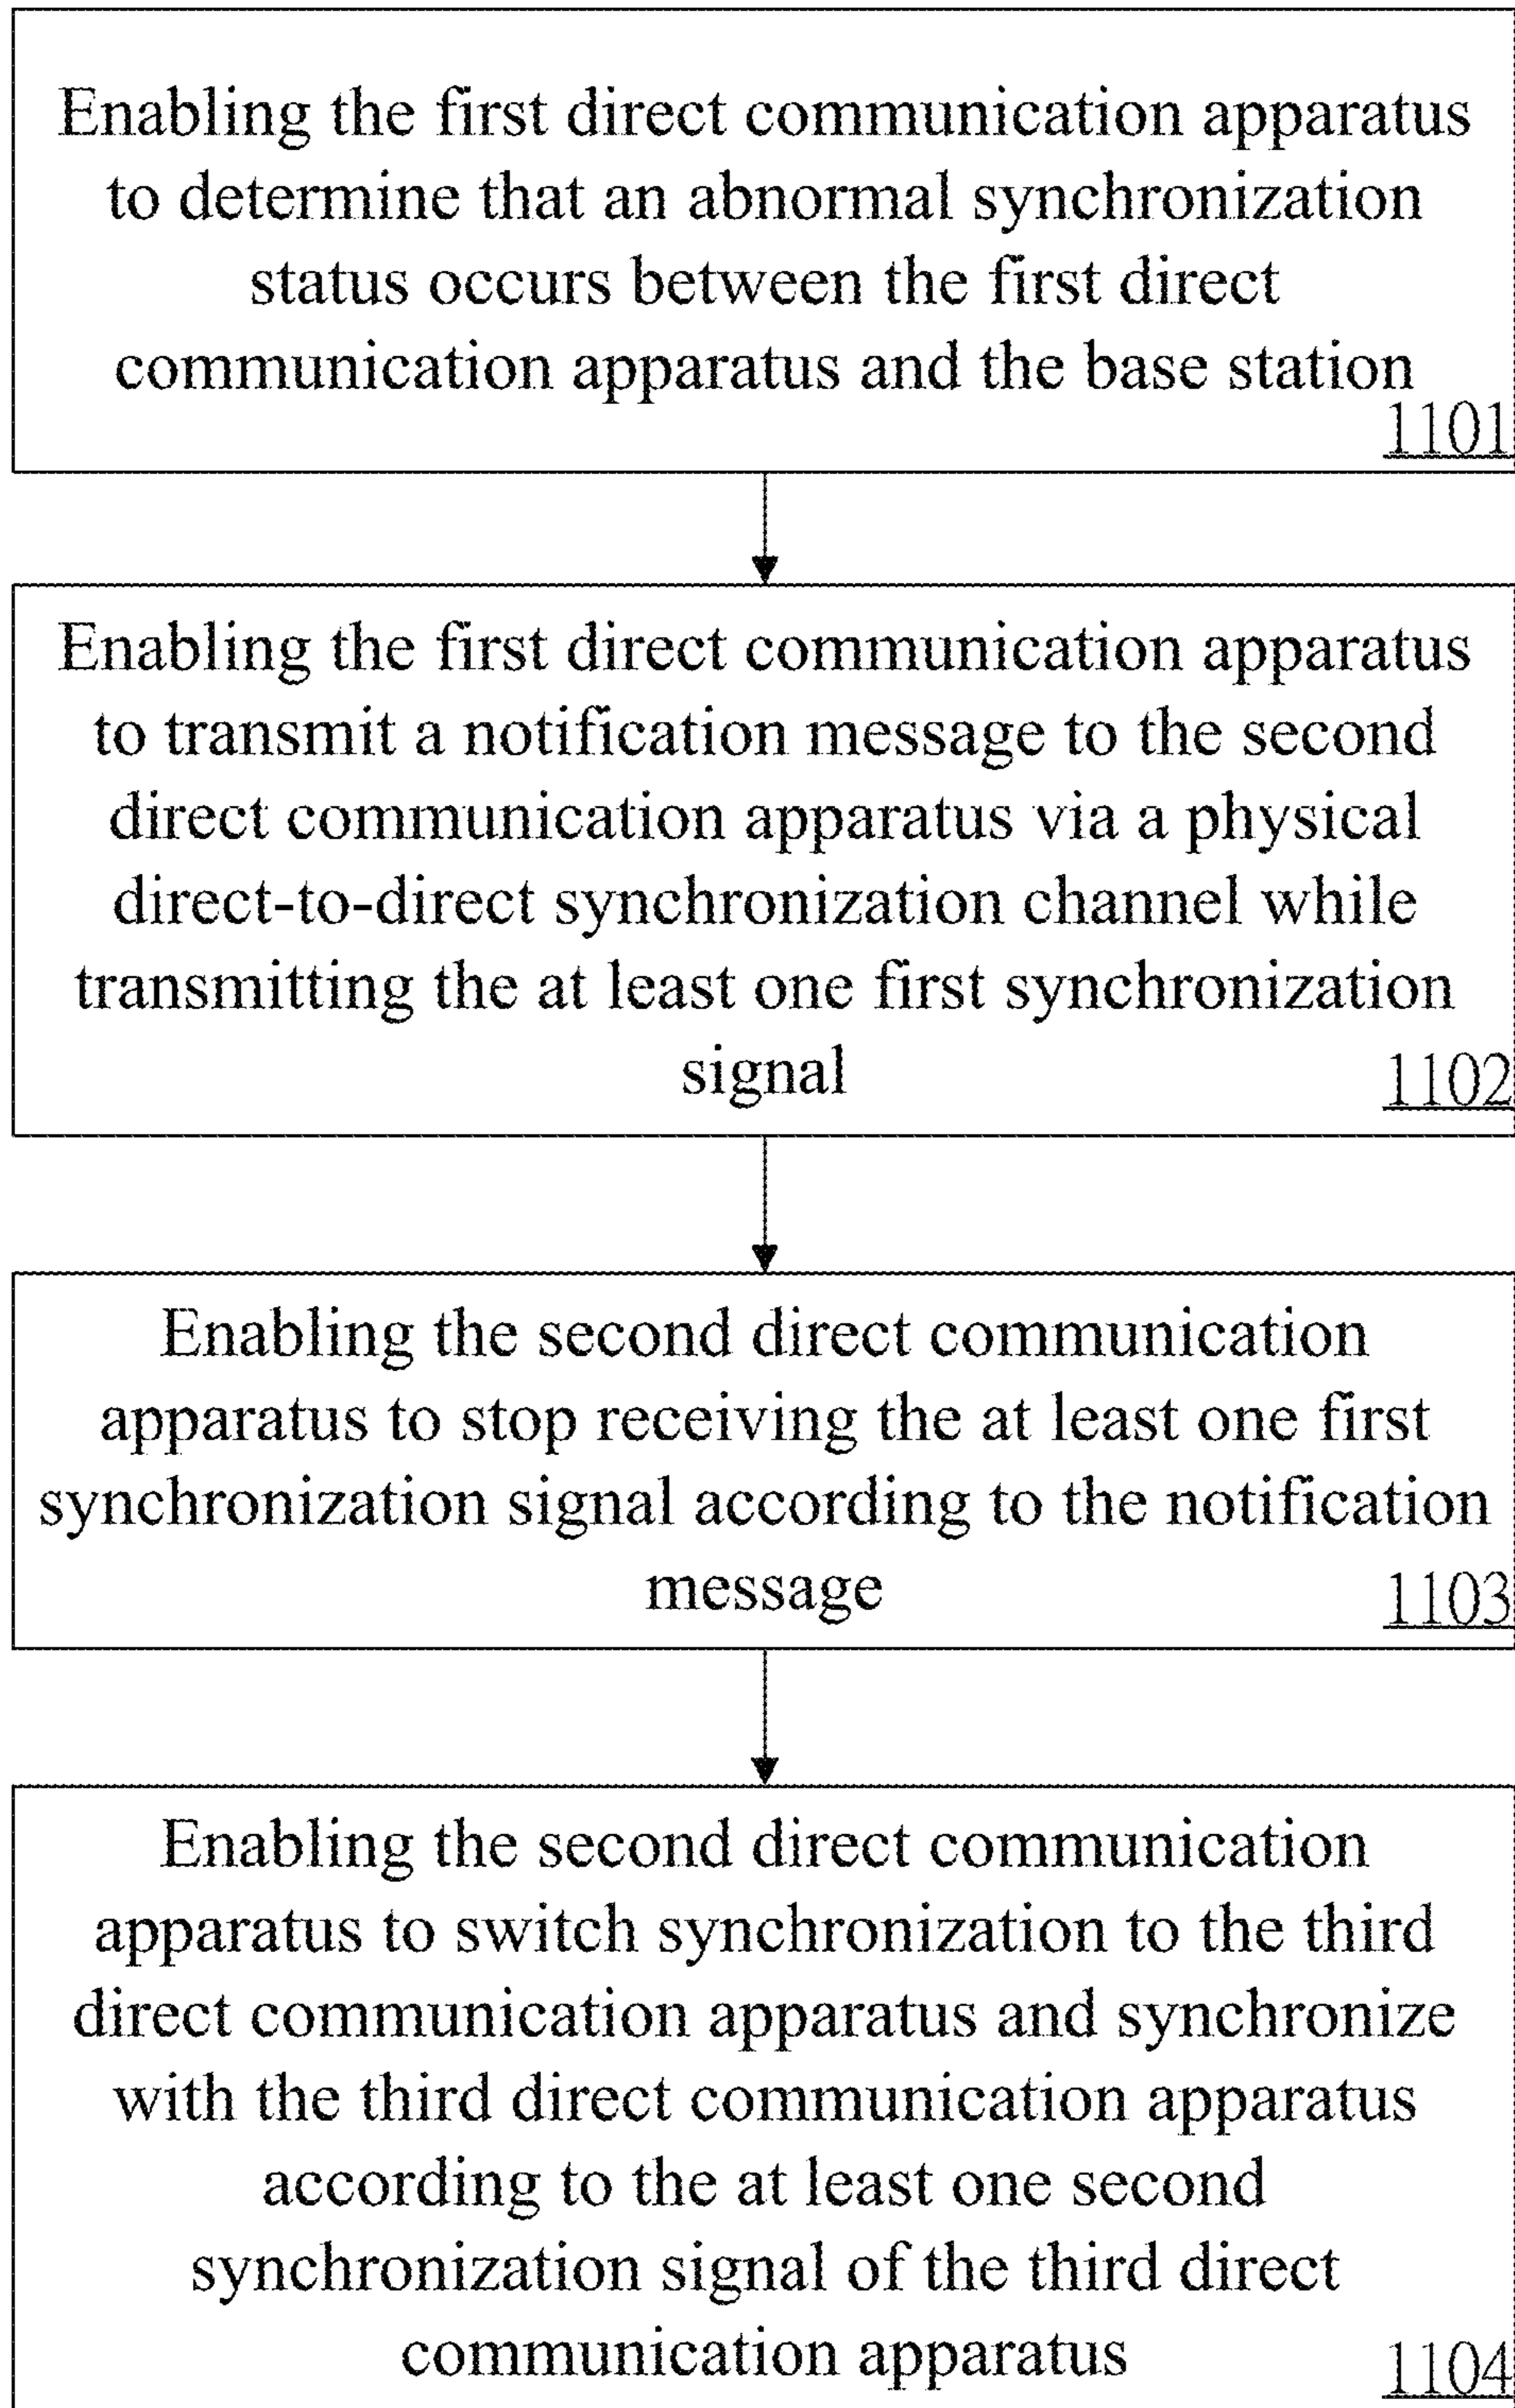 Enabling the first direct communication apparatus
to determine that an abnormal synchronization
status occurs between the first direct
communication apparatus and the base station
1101
Enabling the first direct communication apparatus
to transmit a notification message to the second
direct communication apparatus via a physical
direct-to-direct synchronization channel while
transmitting the at least one first synchronization
signal
1102
Enabling the second direct communication
apparatus to stop receiving the at least one first
synchronization signal according to the notification
message
1103
Enabling the second direct communication
apparatus to switch synchronization to the third
direct communication apparatus and synchronize
with the third direct communication apparatus
according to the at least one second
synchronization signal of the third direct
communication apparatus
1104